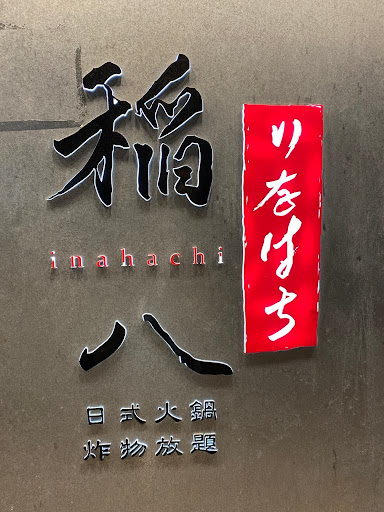 稲
inahachi
八
日式火鍋
炸物放題
いなはち